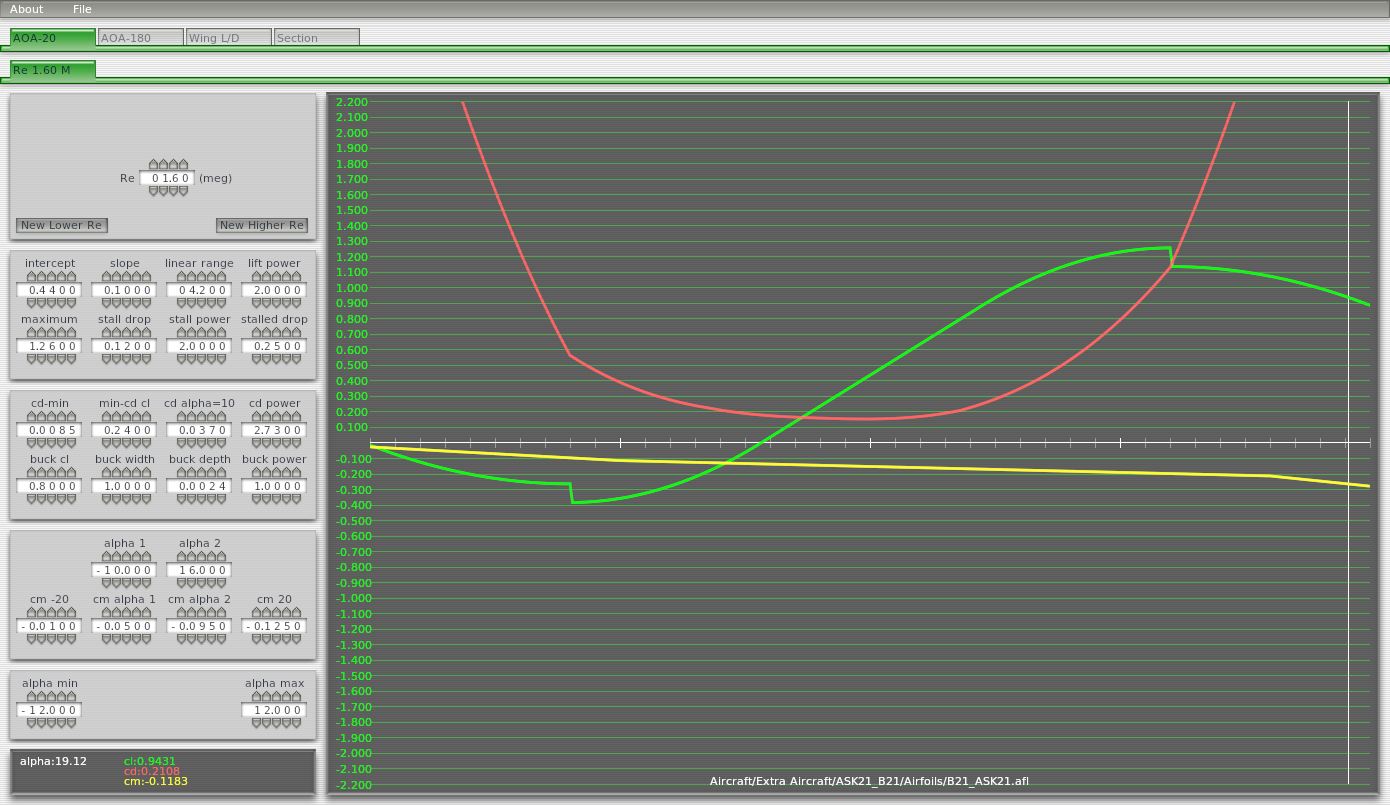 About File
AOA-20 AOA-180 Wing L/D Section
Re 1.60 M
Re 0 1.6 0 (meg)
New Lower Re New Higher Re
intercept slope linear range lift power
0.4 4 0 0 0.1 0 0 0 0 4.2 0 0 2.0 0 0 0
maximum stall drop stall power stalled drop
1.2 6 0 0 0.1 2 0 0 2.0 0 0 0 0.2 5 0 0
cd-min min-cd cl cd alpha=10 cd power
0.0 0 8 5 0.2 4 0 0 0.0 3 7 0 2.7 3 0 0
buck cl buck width buck depth buck power
0.8 0 0 0 1.0 0 0 0 0.0 0 2 4 1.0 0 0 0
alpha 1 alpha 2
- 1 0.0 0 0 1 6.0 0 0
cm -20 cm alpha 1 cm alpha 2 cm 20
- 0.0 1 0 0 - 0.0 5 0 0 - 0.0 9 5 0 - 0.1 2 5 0
alpha min alpha max
- 1 2.0 0 0 1 2.0 0 0
alpha:19.12 cl:0.9431
cd:0.2108
cm:-0.1183
2.200
2.100
2.000
1.900
1.800
1.700
1.600
1.500
1.400
1.300
1.200
1.100
1.000
0.900
0.800
0.700
0.600
0.500
0.400
0.300
0.200
0.100
-0.100
-0.200
-0.300
-0.400
-0.500
-0.600
-0.700
-0.800
-0.900
-1.000
-1.100
-1.200
-1.300
-1.400
-1.500
-1.600
-1.700
-1.800
-1.900
-2.000
-2.100
-2.200
Aircraft/Extra Aircraft/ASK21_B21/Airfoils/B21_ASK21.afl